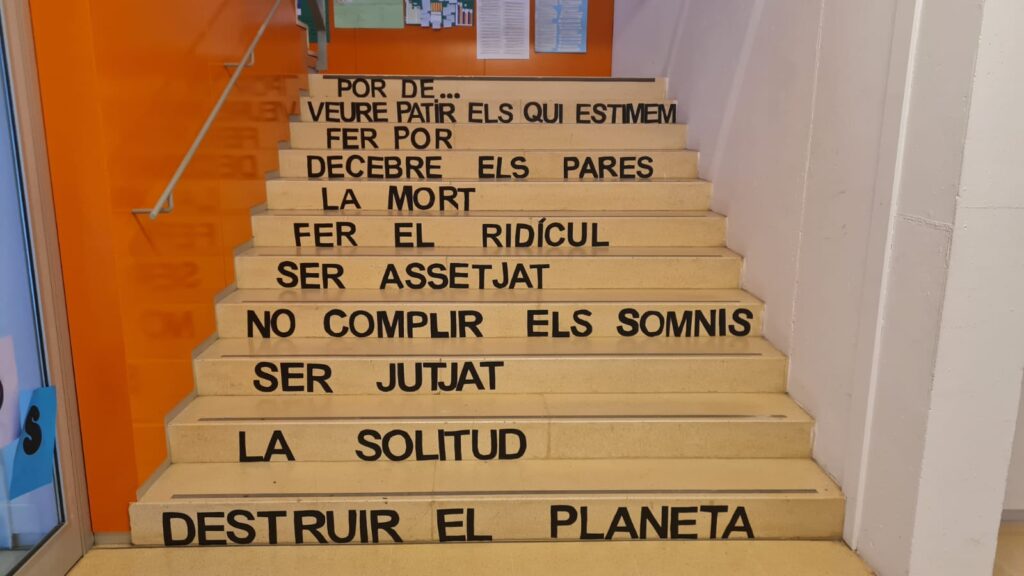 POR DE...
VEURE PATIR ELS QUI ESTIMEM
FER POR
DECEBRE ELS PARES
LA MORT
FER EL RIDÍCUL
SER ASSETJAT
NO COMPLIR ELS SOMNIS
SER JUTJAT
LA SOLITUD
DESTRUIR EL PLANETA
S